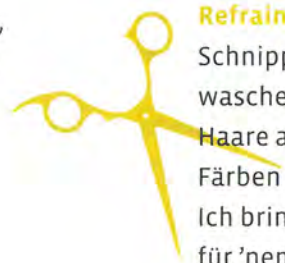 Refrain
Schnipp
wasche
Haare a
Färben
Ich brin
für ’nen